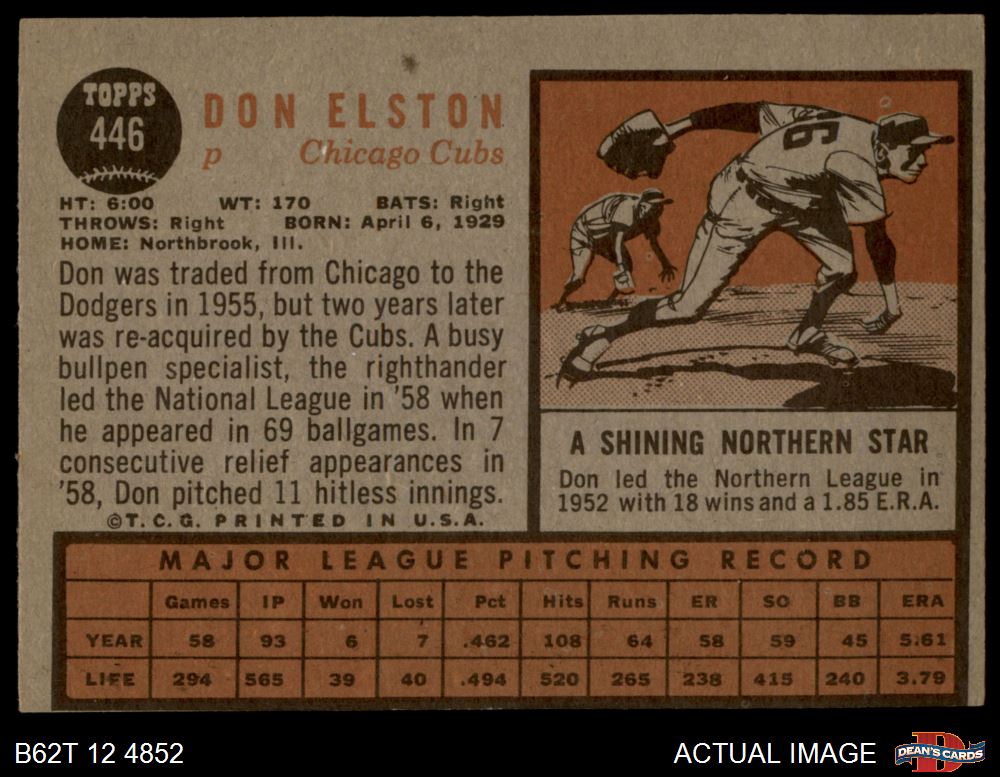 TOPPS
446
DON ELSTON
p Chicago Cubs
HT: 6:00 WT: 170 BATS: Right
THROWS: Right BORN: April 6, 1929
HOME: Northbrook, Ill.
Don was traded from Chicago to the
Dodgers in 1955, but two years later
was re-acquired by the Cubs. A busy
bullpen specialist, the righthander
led the National League in '58 when
he appeared in 69 ballgames. In 7
consecutive relief appearances in
'58, Don pitched 11 hitless innings.
©T.C.G. PRINTED IN U.S.A.
A SHINING NORTHERN STAR
Don led the Northern League in
1952 with 18 wins and a 1.85 E.R.A.
MAJOR LEAGUE PITCHING RECORD
Games IP Won Lost Pct Hits Runs ER SO BB ERA
YEAR 58 93 6 7 .462 108 64 58 59 45 5.61
LIFE 294 565 39 40 .494 520 265 238 415 240 3.79
B62T 12 4852
ACTUAL IMAGE
DEAN'S CARDS